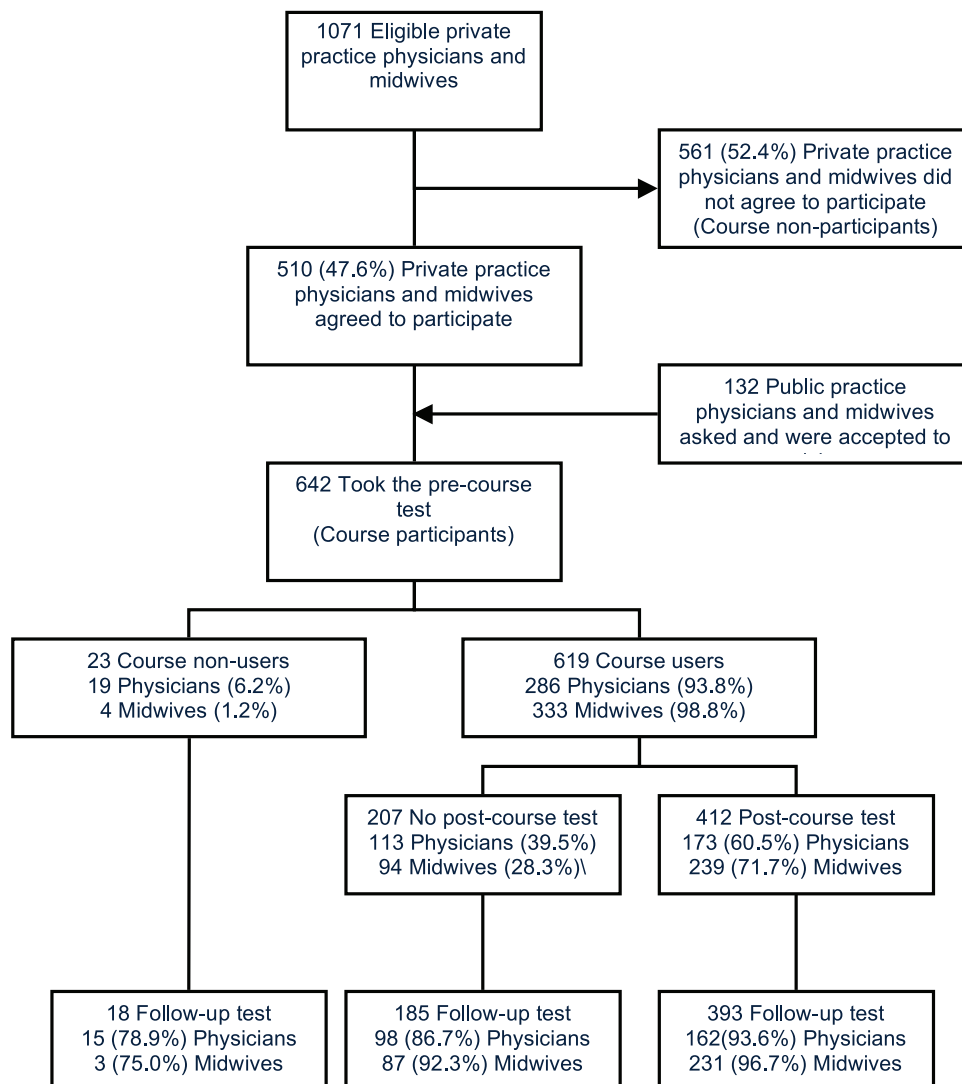 1071 Eligible private
practice physicians and
midwives
561 (52.4%) Private practice
physicians and midwives did
not agree to participate
(Course non-participants)
510 (47.6%) Private practice
physicians and midwives
agreed to participate
132 Public practice
physicians and midwives
asked and were accepted to
642 Took the pre-course
test
(Course participants)
23 Course non-users
19 Physicians (6.2%)
4 Midwives (1.2%)
619 Course users
286 Physicians (93.8%)
333 Midwives (98.8%)
207 No post-course test
113 Physicians (39.5%)
94 Midwives (28.3%)\
412 Post-course test
173 (60.5%) Physicians
239 (71.7%) Midwives
18 Follow-up test
15 (78.9%) Physicians
3 (75.0%) Midwives
185 Follow-up test
98 (86.7%) Physicians
87 (92.3%) Midwives
393 Follow-up test
162(93.6%) Physicians
231 (96.7%) Midwives